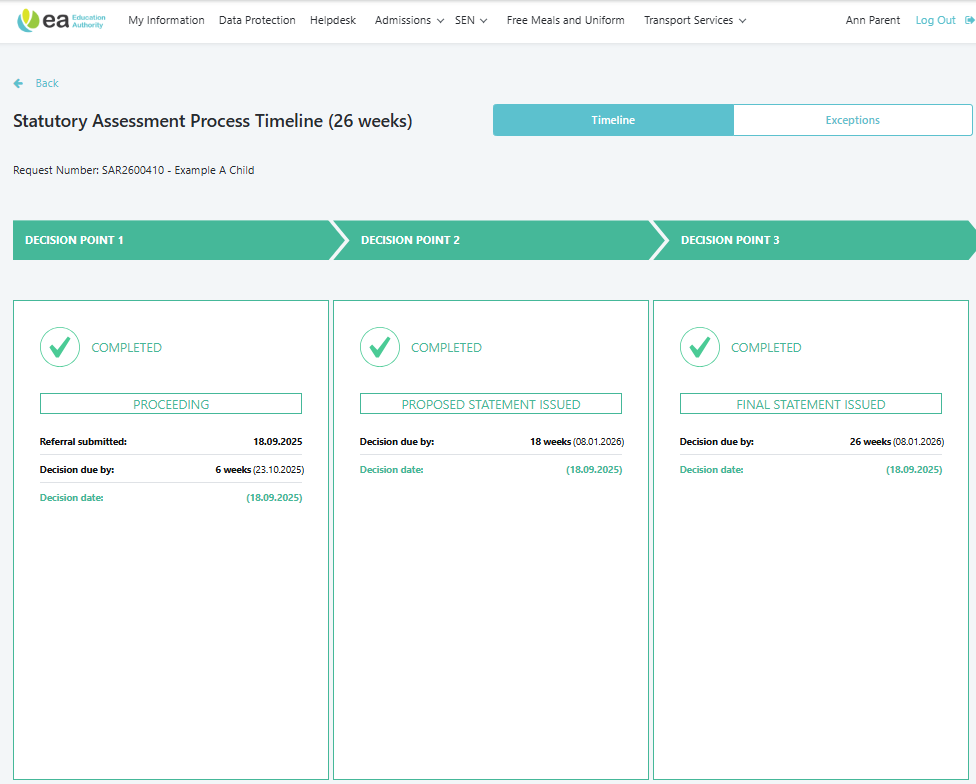 ea Education Authority My Information Data Protection Helpdesk Admissions SEN Free Meals and Uniform Transport Services Ann Parent Log Out
Back
Statutory Assessment Process Timeline (26 weeks) Timeline Exceptions
Request Number: SAR2600410 - Example A Child
DECISION POINT 1 DECISION POINT 2 DECISION POINT 3
COMPLETED
PROCEEDING
Referral submitted: 18.09.2025
Decision due by: 6 weeks (23.10.2025)
Decision date: (18.09.2025)
COMPLETED
PROPOSED STATEMENT ISSUED
Decision due by: 18 weeks (08.01.2026)
Decision date: (18.09.2025)
COMPLETED
FINAL STATEMENT ISSUED
Decision due by: 26 weeks (08.01.2026)
Decision date: (18.09.2025)